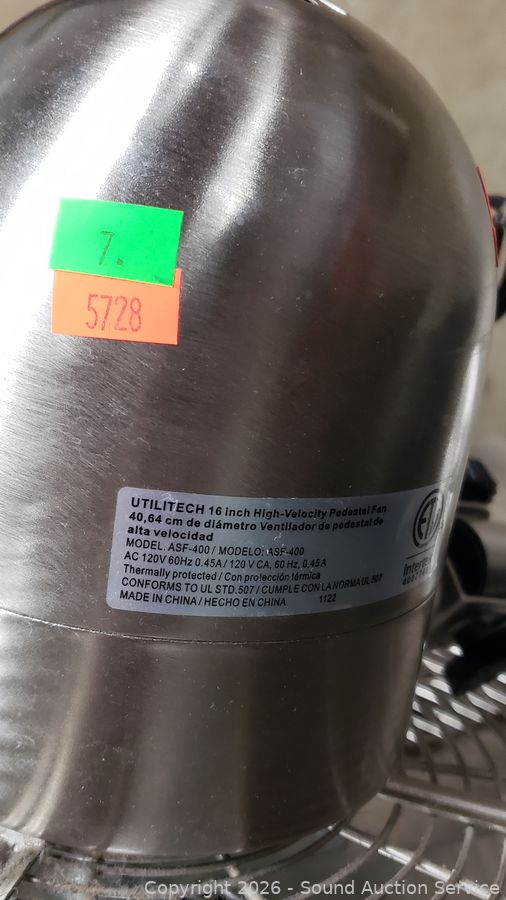 7.
5728
UTILITECH 16 inch High-Velocity Pedestal Fan
40,64 cm de diámetro Ventilador de pedestal de
alta velocidad
MODEL. ASF-400 / MODELO: ASF-400
AC 120V 60Hz 0.45A / 120 V CA, 60 Hz, 0,45A
Thermally protected / Con protección térmica
CONFORMS TO UL STD.507 / CUMPLE CON LA NORMA UL 507
MADE IN CHINA / HECHO EN CHINA 1122
Copyright 2026 - Sound Auction Service